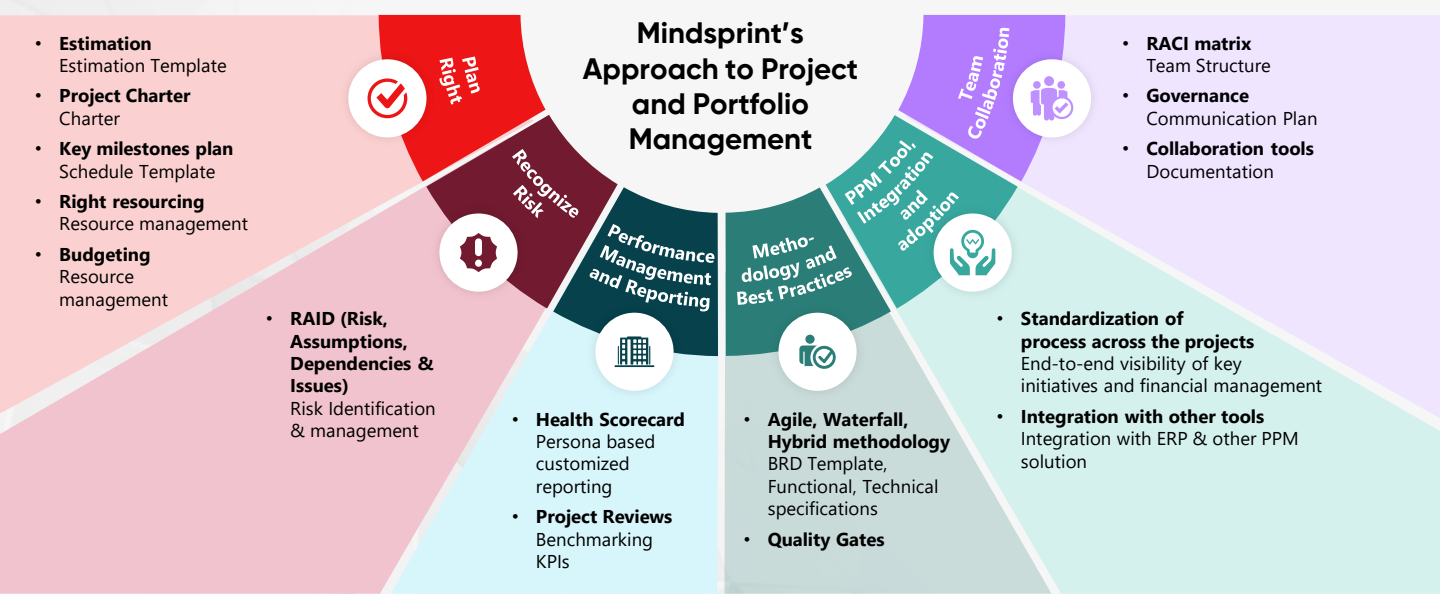 Mindsprint's
Approach to Project
and Portfolio
Management
Plan
Right
• Estimation
Estimation Template
• Project Charter
Charter
• Key milestones plan
Schedule Template
• Right resourcing
Resource management
• Budgeting
Resource
management
Recognize
Risk
• RAID (Risk,
Assumptions,
Dependencies &
Issues)
Risk Identification
& management
Performance
Management
and Reporting
• Health Scorecard
Persona based
customized
reporting
• Project Reviews
Benchmarking
KPIs
Metho-
dology and
Best Practices
• Agile, Waterfall,
Hybrid methodology
BRD Template,
Functional, Technical
specifications
• Quality Gates
PPM Tool,
Integration
and
adoption
• Standardization of
process across the projects
End-to-end visibility of key
initiatives and financial management
• Integration with other tools
Integration with ERP & other PPM
solution
Team
Collaboration
• RACI matrix
Team Structure
• Governance
Communication Plan
• Collaboration tools
Documentation